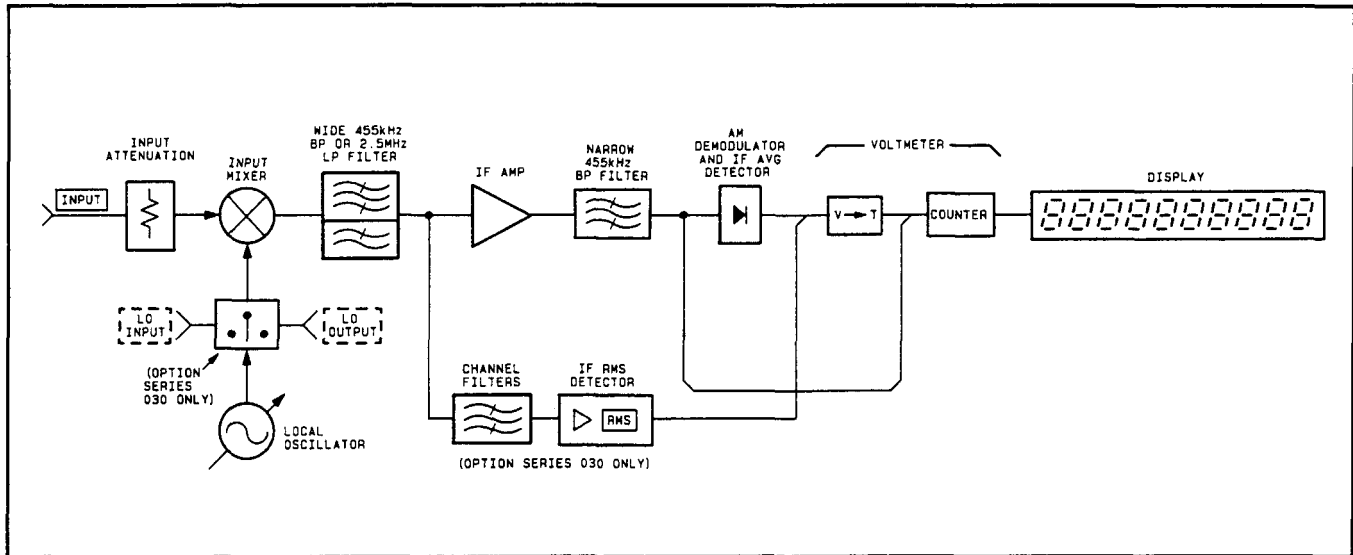 INPUT
ATTENUATION
INPUT
INPUT
MIXER
WIDE 455kHz
BP OR 2.5MHz
LP FILTER
IF AMP
NARROW
455kHz
BP FILTER
AM
DEMODULATOR
AND IF AVG
DETECTOR
VOLTMETER
V → T
COUNTER
DISPLAY
8888888888
LO
INPUT
LO
OUTPUT
(OPTION
SERIES
030 ONLY)
LOCAL
OSCILLATOR
CHANNEL
FILTERS
IF RMS
DETECTOR
RMS
(OPTION SERIES 030 ONLY)